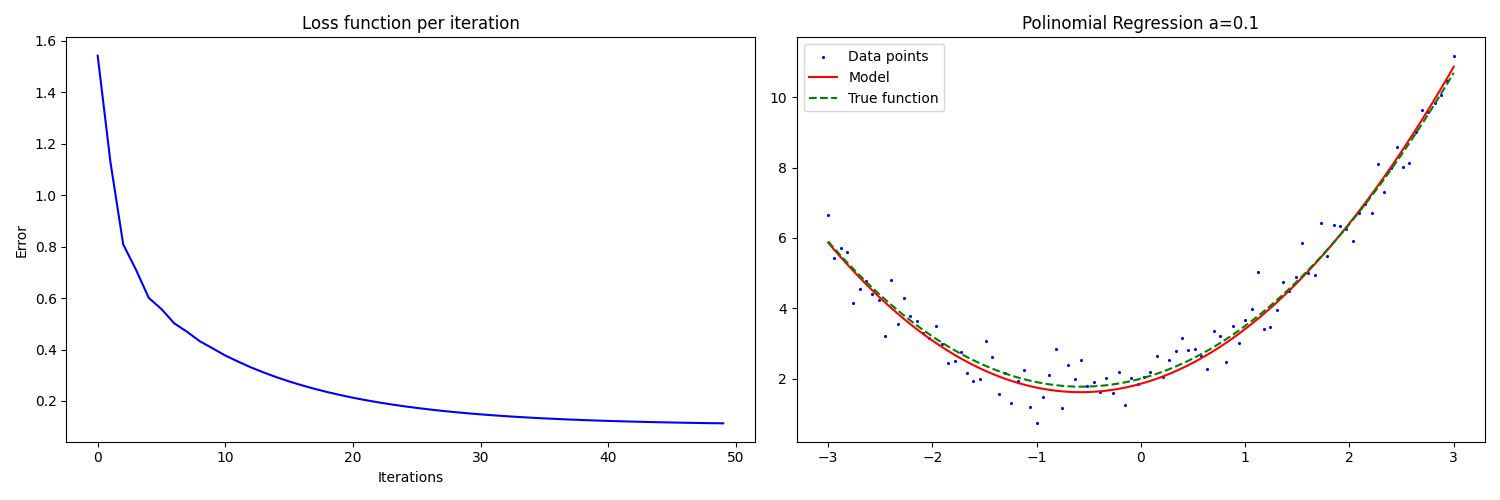 Loss function per iteration
1.6
1.4
1.2
1.0
0.8
0.6
0.4
0.2
Error
0 10 20 30 40 50
Iterations
Polinomial Regression a=0.1
Data points
Model
True function
10
8
6
4
2
−3 −2 −1 0 1 2 3